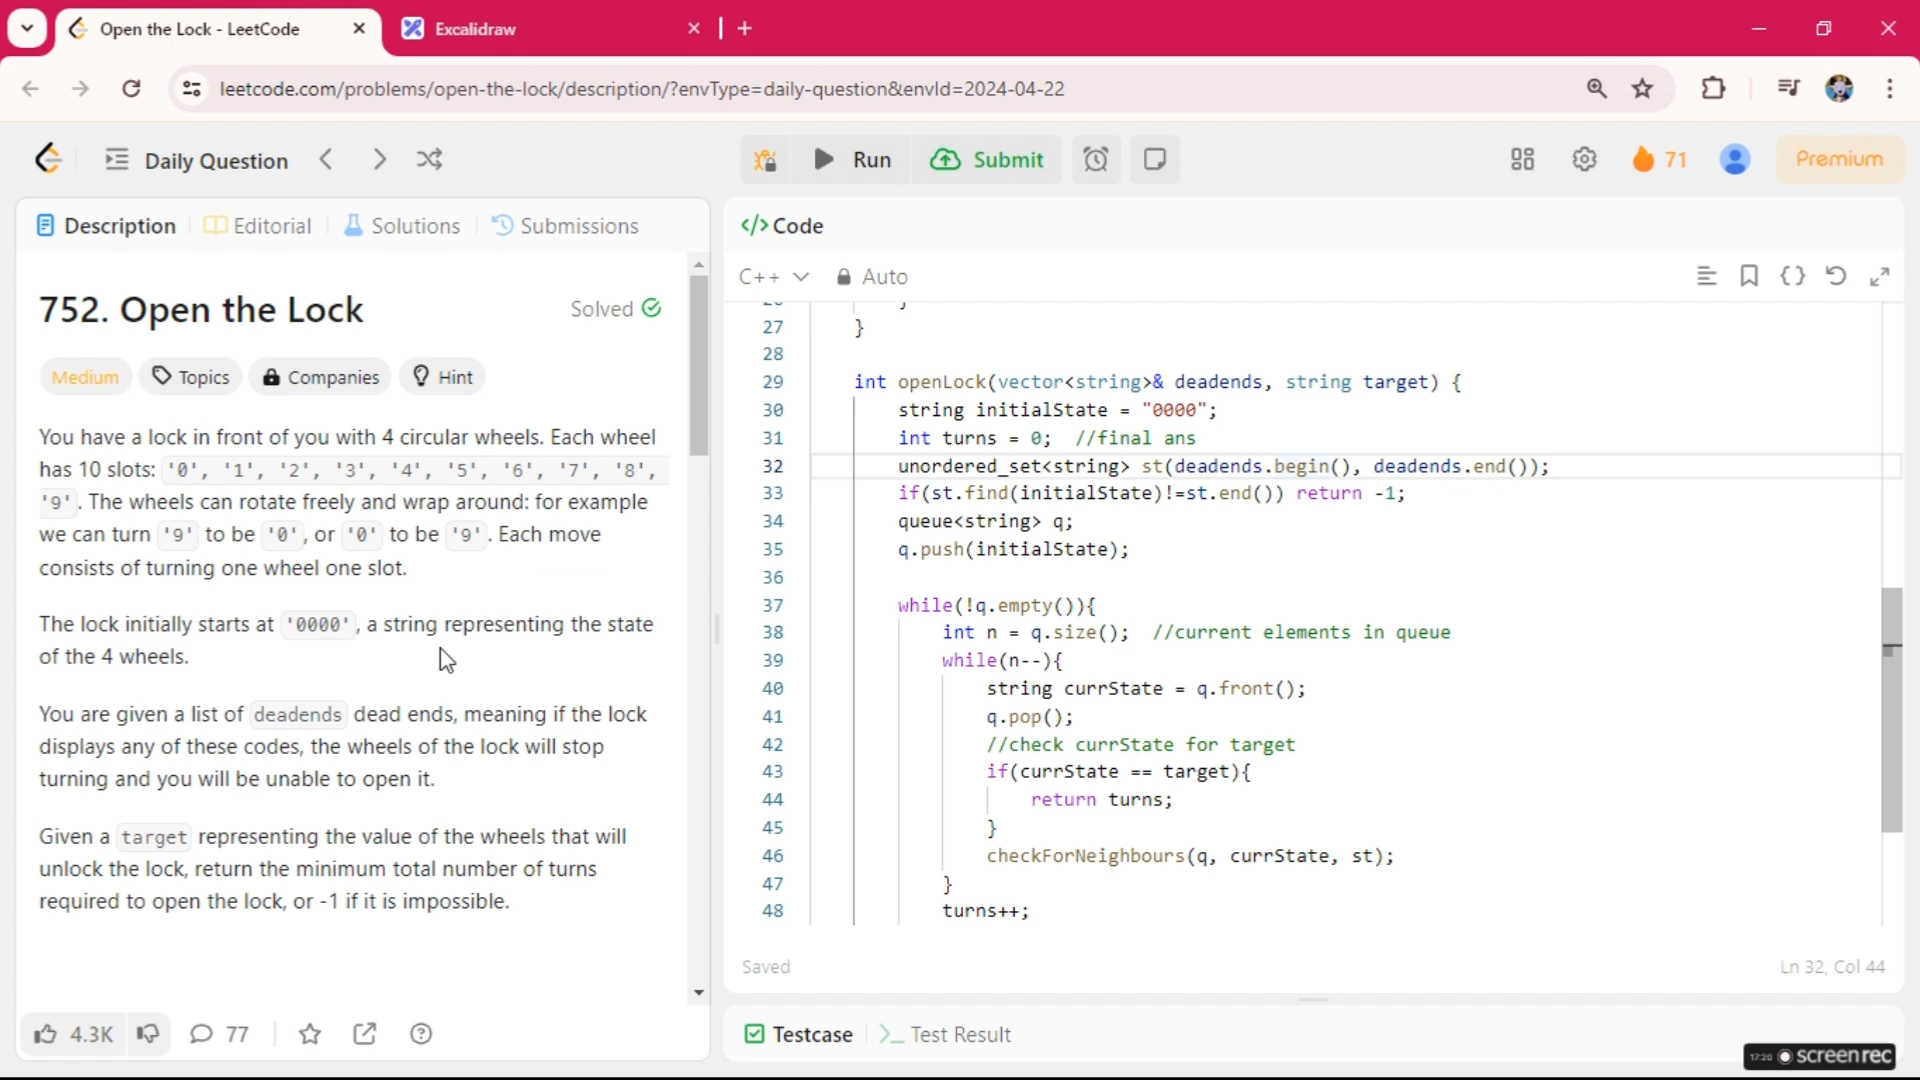 Open the Lock - LeetCode
Excalidraw
leetcode.com/problems/open-the-lock/description/?envType=daily-question&envId=2024-04-22
Daily Question
Run
Submit
71
Premium
Description
Editorial
Solutions
Submissions
752. Open the Lock
Solved
Medium
Topics
Companies
Hint
You have a lock in front of you with 4 circular wheels. Each wheel
has 10 slots: '0', '1', '2', '3', '4', '5', '6', '7', '8',
'9'. The wheels can rotate freely and wrap around: for example
we can turn '9' to be '0', or '0' to be '9'. Each move
consists of turning one wheel one slot.
The lock initially starts at '0000', a string representing the state
of the 4 wheels.
You are given a list of deadends dead ends, meaning if the lock
displays any of these codes, the wheels of the lock will stop
turning and you will be unable to open it.
Given a target representing the value of the wheels that will
unlock the lock, return the minimum total number of turns
required to open the lock, or -1 if it is impossible.
4.3K
77
</> Code
C++
Auto
27 }
28
29 int openLock(vector<string>& deadends, string target) {
30 string initialState = "0000";
31 int turns = 0; //final ans
32 unordered_set<string> st(deadends.begin(), deadends.end());
33 if(st.find(initialState)!=st.end()) return -1;
34 queue<string> q;
35 q.push(initialState);
36
37 while(!q.empty()){
38 int n = q.size(); //current elements in queue
39 while(n--){
40 string currState = q.front();
41 q.pop();
42 //check currState for target
43 if(currState == target){
44 return turns;
45 }
46 checkForNeighbours(q, currState, st);
47 }
48 turns++;
Saved
Ln 32, Col 44
Testcase
>_ Test Result
17:20 screenrec